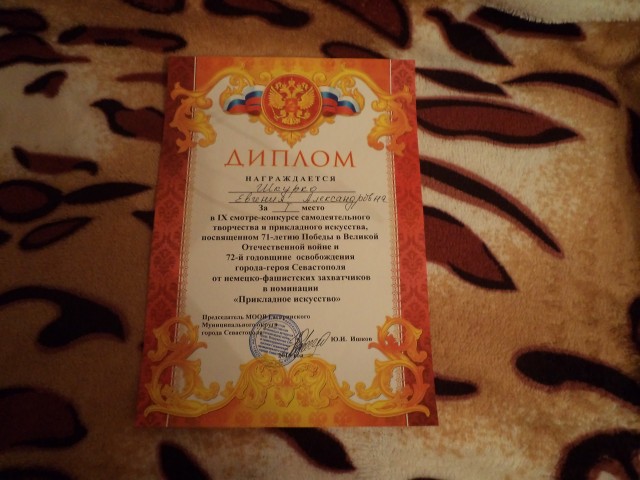 ДИПЛОМ
НАГРАЖДАЕТСЯ
Шкурко
Евгения Александровна
За I место
в IX смотре-конкурсе самодеятельного
творчества и прикладного искусства,
посвященном 71-летию Победы в Великой
Отечественной войне и
72-й годовщине освобождения
города-героя Севастополя
от немецко-фашистских захватчиков
в номинации
«Прикладное искусство»
Председатель МООВ Гагаринского
Муниципального округа
города Севастополя
Ю.И. Ишков